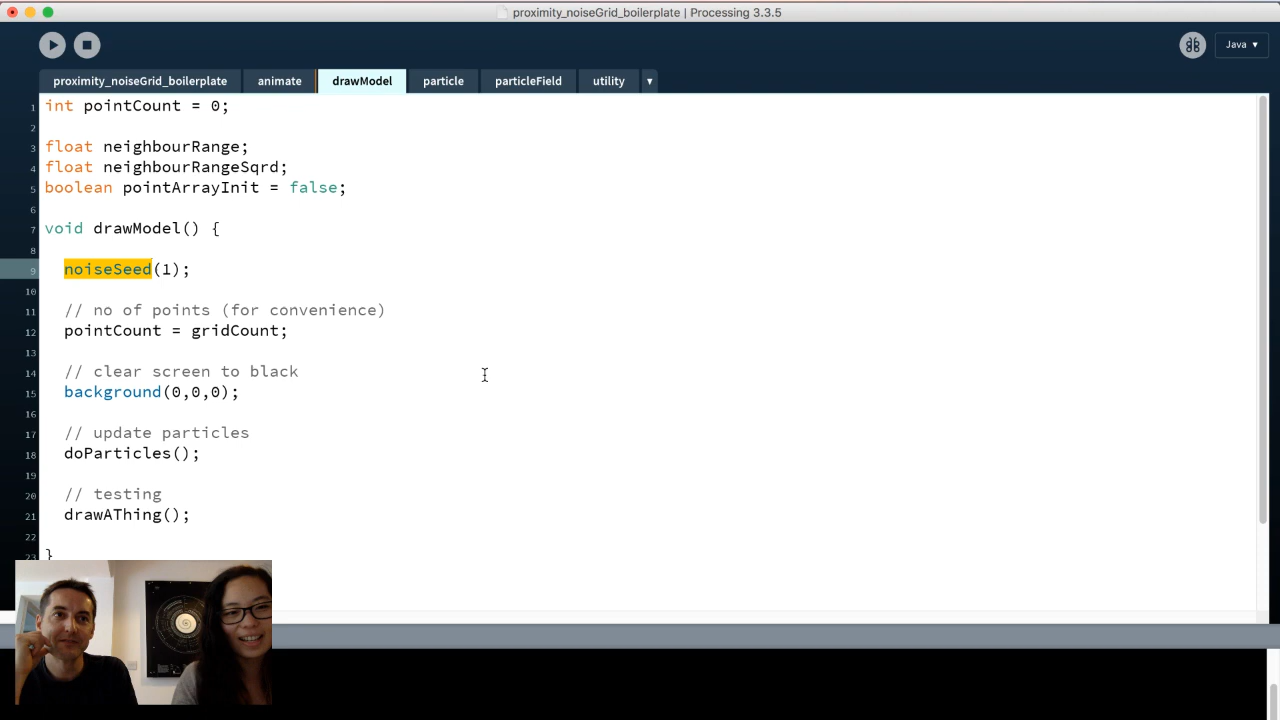 proximity_noiseGrid_boilerplate | Processing 3.3.5
Java ▾
proximity_noiseGrid_boilerplate animate drawModel particle particleField utility ▾
1 int pointCount = 0;
2
3 float neighbourRange;
4 float neighbourRangeSqrd;
5 boolean pointArrayInit = false;
6
7 void drawModel() {
8
9 noiseSeed(1);
10
11 // no of points (for convenience)
12 pointCount = gridCount;
13
14 // clear screen to black
15 background(0,0,0);
16
17 // update particles
18 doParticles();
19
20 // testing
21 drawAThing();
22
23 }